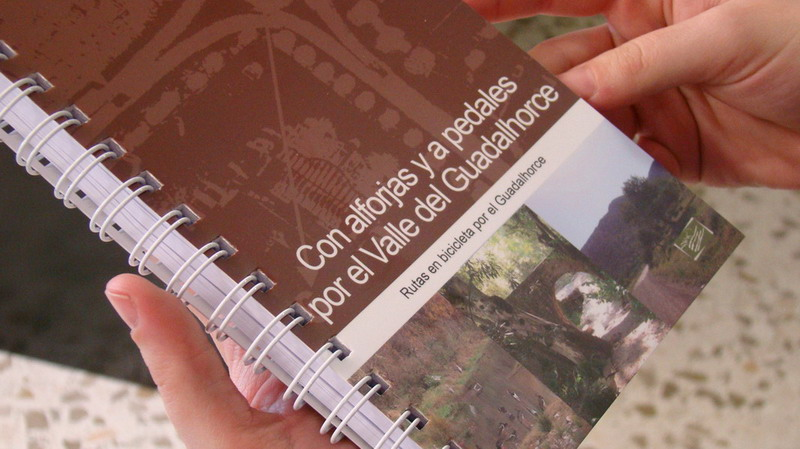 Con alforjas y a pedales
por el Valle del Guadalhorce
Rutas en bicicleta por el Guadalhorce